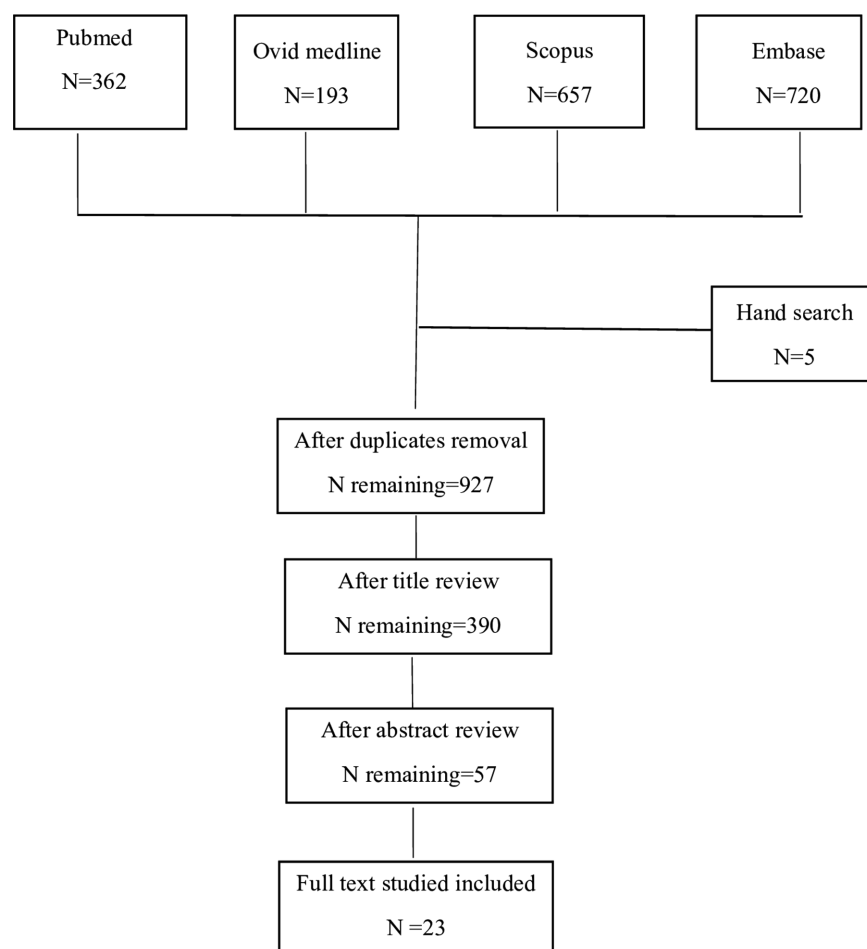 Pubmed
N=362
Ovid medline
N=193
Scopus
N=657
Embase
N=720
Hand search
N=5
After duplicates removal
N remaining=927
After title review
N remaining=390
After abstract review
N remaining=57
Full text studied included
N =23